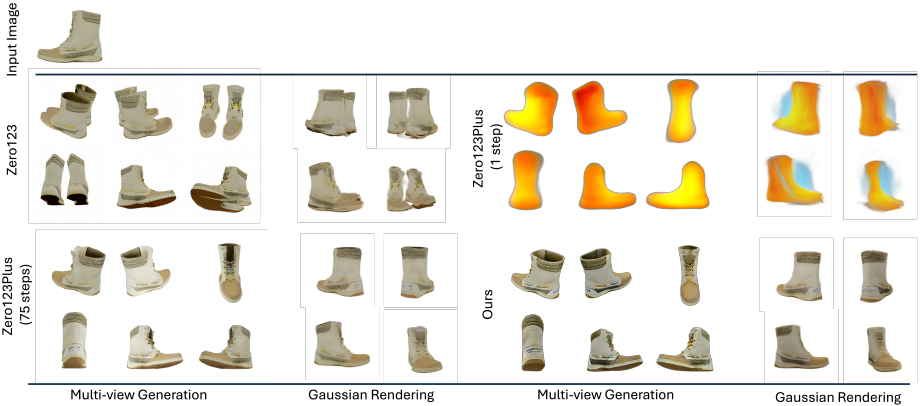 Input Image
Zero123
Zero123Plus
(1 step)
Zero123Plus
(75 steps)
Ours
Multi-view Generation
Gaussian Rendering
Multi-view Generation
Gaussian Rendering